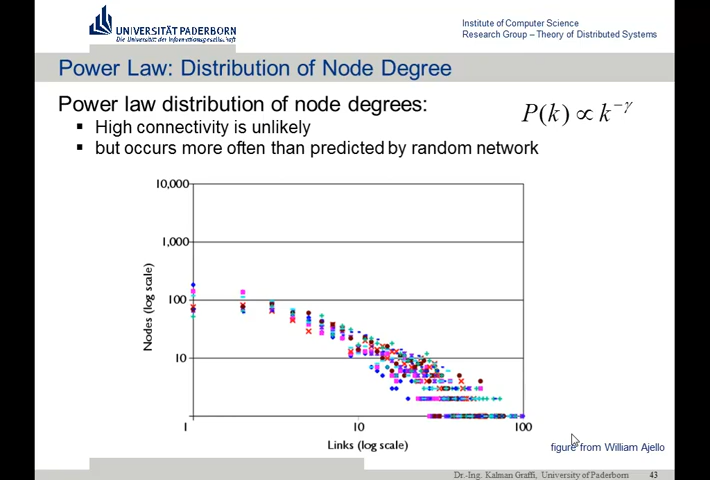 UNIVERSITÄT PADERBORN
Die Universität der Informationsgesellschaft
Institute of Computer Science
Research Group – Theory of Distributed Systems
Power Law: Distribution of Node Degree
Power law distribution of node degrees:
P(k) ∝ k^−γ
High connectivity is unlikely
but occurs more often than predicted by random network
10,000
1,000
100
10
Nodes (log scale)
1 10 100
Links (log scale)
figure from William Ajello
Dr.-Ing. Kalman Graffi, University of Paderborn 43